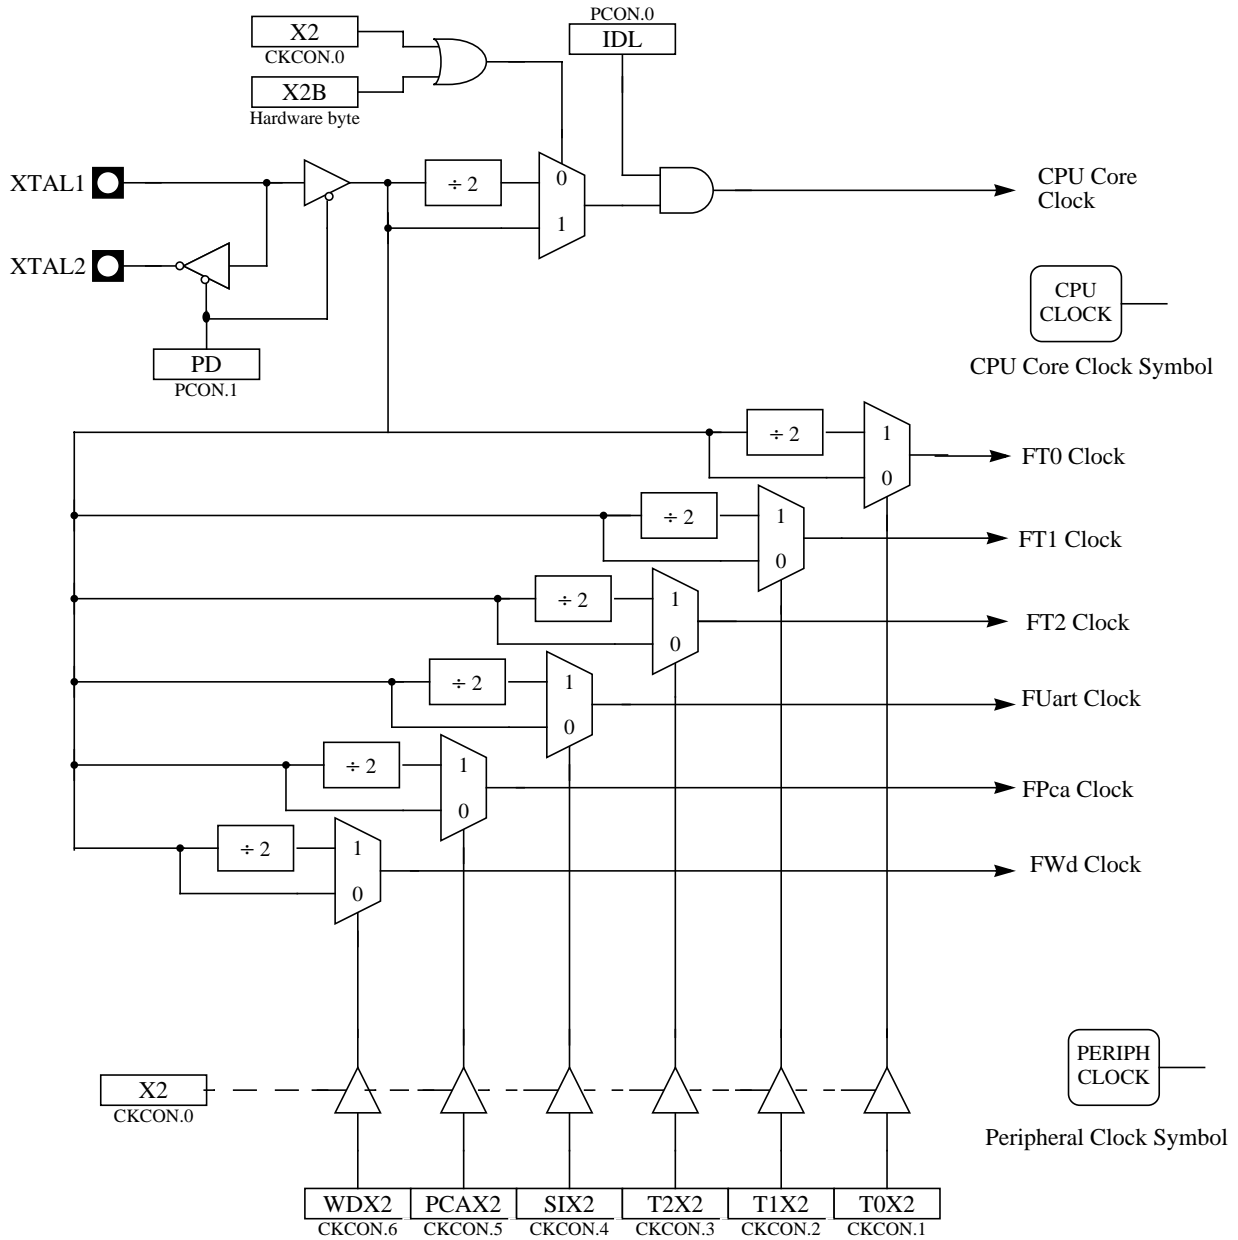 PCON.0
X2
IDL
CKCON.0
X2B
Hardware byte
XTAL1
÷ 2
0
1
CPU Core
Clock
XTAL2
CPU
CLOCK
PD
PCON.1
CPU Core Clock Symbol
÷ 2
1
0
FT0 Clock
÷ 2
1
0
FT1 Clock
÷ 2
1
0
FT2 Clock
÷ 2
1
0
FUart Clock
÷ 2
1
0
FPca Clock
÷ 2
1
0
FWd Clock
PERIPH
CLOCK
X2
CKCON.0
Peripheral Clock Symbol
WDX2
PCAX2
SIX2
T2X2
T1X2
T0X2
CKCON.6
CKCON.5
CKCON.4
CKCON.3
CKCON.2
CKCON.1